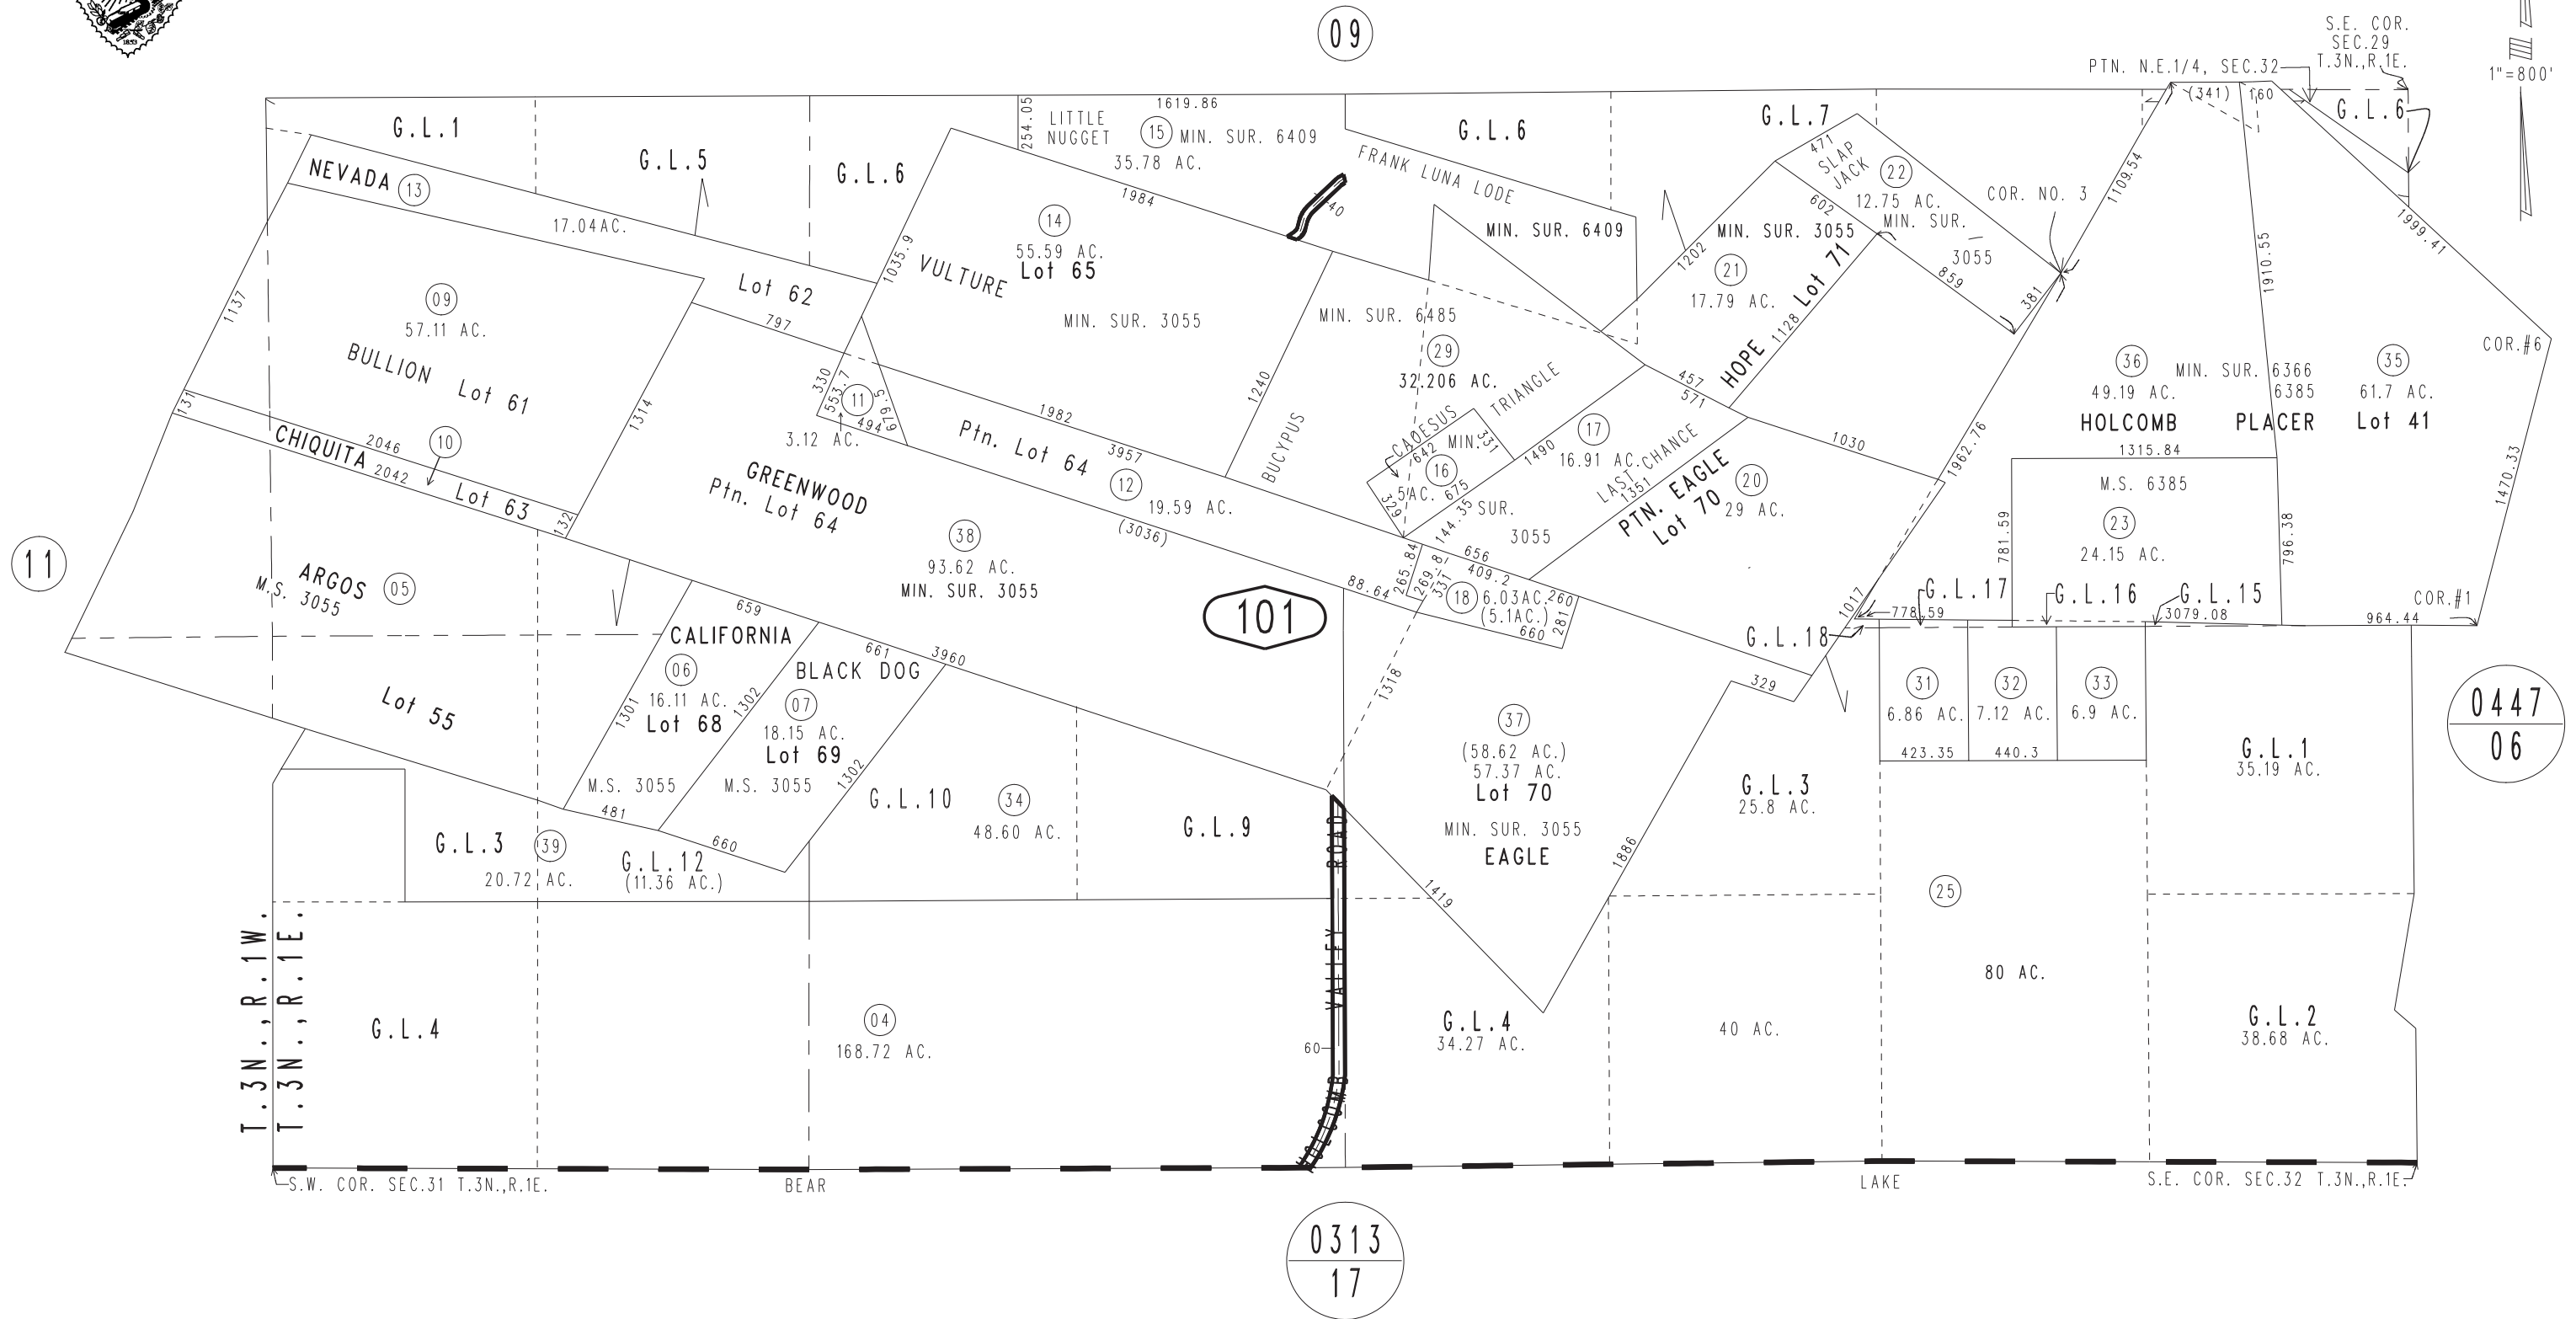 1853
09
S.E. COR.
SEC.29
T.3N.,R.1E.
PTN. N.E.1/4, SEC.32
1"=800'
(341)
160
G.L.6
G.L.1
G.L.5
G.L.6
254.05
1619.86
LITTLE
NUGGET
15
MIN. SUR. 6409
35.78 AC.
G.L.6
FRANK LUNA LODE
G.L.7
471
SLAP
JACK
22
12.75 AC.
MIN. SUR.
3055
COR. NO. 3
1109.54
1999.41
NEVADA
13
17.04AC.
1984
40
14
55.59 AC.
Lot 65
VULTURE
1035.9
MIN. SUR. 3055
MIN. SUR. 6409
602
MIN. SUR. 3055
1202
21
17.79 AC.
HOPE Lot 71
1128
859
381
1910.55
1137
09
57.11 AC.
BULLION Lot 61
Lot 62
797
MIN. SUR. 6485
29
32.206 AC.
TRIANGLE
COR.#6
36
49.19 AC.
MIN. SUR. 6366
6385
35
61.7 AC.
HOLCOMB PLACER Lot 41
131
1314
330
553.7
11
579.5
494
3.12 AC.
1982
1240
BUCYPUS
CAOESUS
642
MIN.
331
16
.5AC.
329
675
1490
17
16.91 AC.
457
571
LAST CHANCE
1351
1030
1962.76
1315.84
M.S. 6385
781.59
23
24.15 AC.
796.38
1470.33
CHIQUITA
2046
2042
10
Lot 63
132
Ptn. Lot 64
3957
12
19.59 AC.
(3036)
GREENWOOD
Ptn. Lot 64
38
93.62 AC.
MIN SUR. 3055
144.35
SUR.
3055
PTN. EAGLE
Lot 70
20
29 AC.
11
ARGOS
M.S. 3055
05
101
88.64
265.84
269.8
331
656
409.2
18
6.03AC.
(5.1AC.)
260
281
660
1017
G.L.17
G.L.16
G.L.15
778.59
3079.08
COR.#1
964.44
G.L.18
659
CALIFORNIA
06
16.11 AC.
Lot 68
1301
1302
M.S. 3055
661
3960
BLACK DOG
07
18.15 AC.
Lot 69
M.S. 3055
1302
1318
329
31
6.86 AC.
423.35
32
7.12 AC.
440.3
33
6.9 AC.
0447
06
Lot 55
37
(58.62 AC.)
57.37 AC.
Lot 70
MIN. SUR. 3055
EAGLE
1886
1419
G.L.3
25.8 AC.
G.L.1
35.19 AC.
481
660
G.L.10
34
48.60 AC.
G.L.9
G.L.3
39
20.72 AC.
G.L.12
(11.36 AC.)
25
80 AC.
T.3N.,R.1W.
T.3N.,R.1E.
G.L.4
04
168.72 AC.
60
HOLCOMB VALLEY ROAD
G.L.4
34.27 AC.
40 AC.
G.L.2
38.68 AC.
S.W. COR. SEC.31 T.3N.,R.1E.
BEAR
LAKE
S.E. COR. SEC.32 T.3N.,R.1E.
0313
17